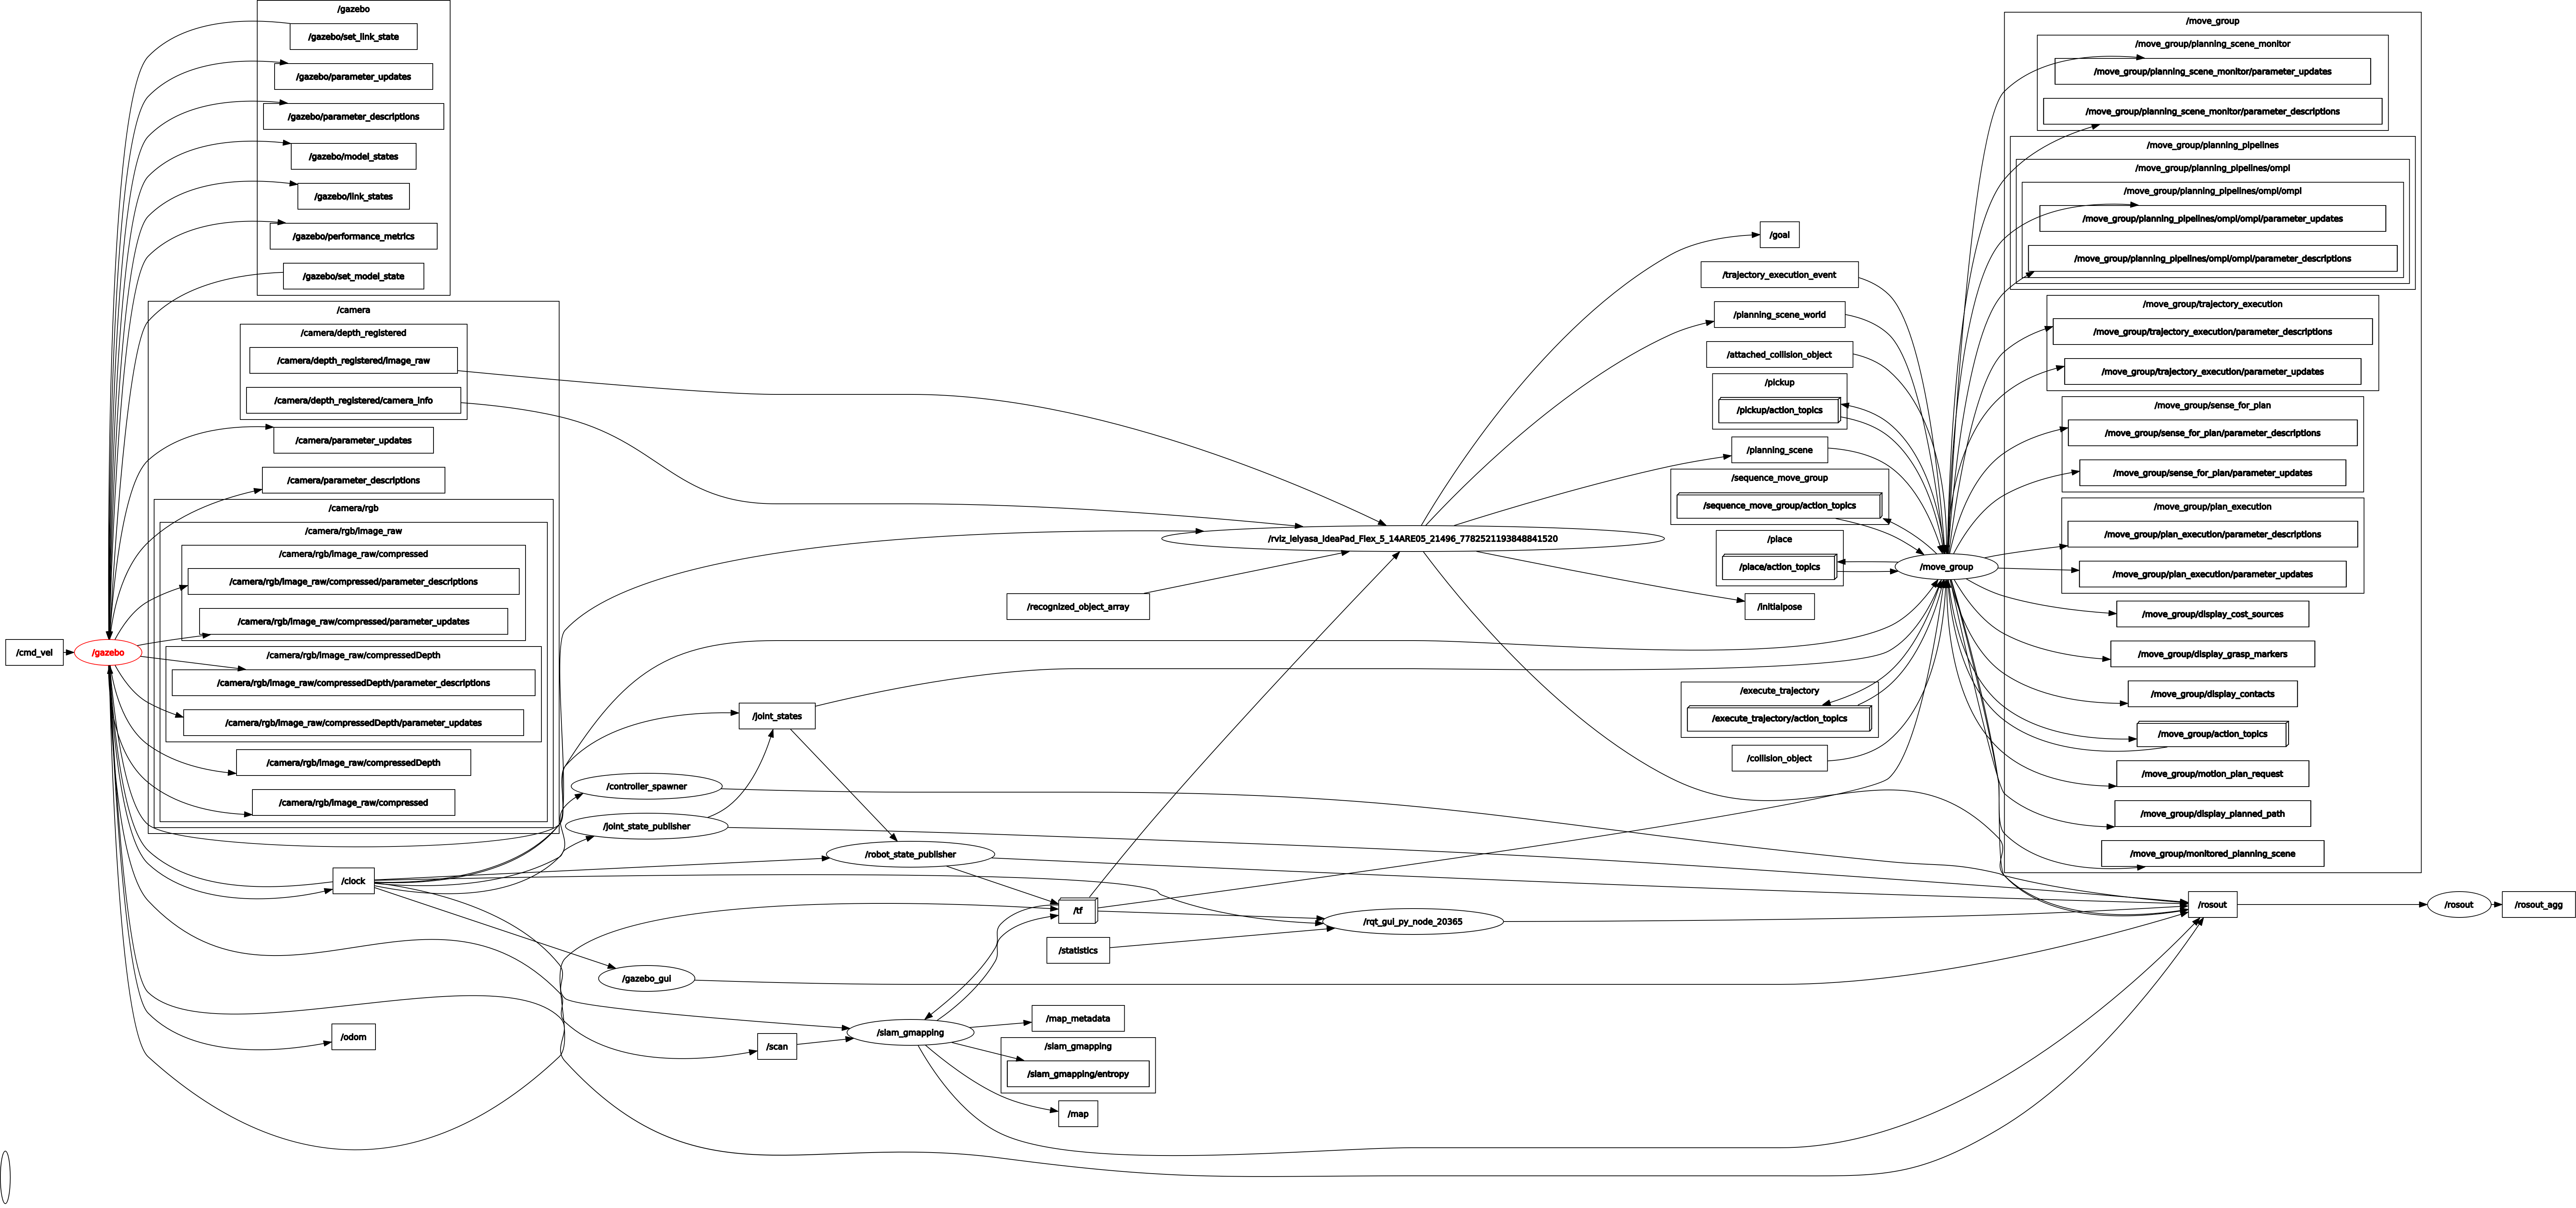 /gazebo
/gazebo/set_link_state
/gazebo/parameter_updates
/gazebo/parameter_descriptions
/gazebo/model_states
/gazebo/link_states
/gazebo/performance_metrics
/gazebo/set_model_state
/camera
/camera/depth_registered
/camera/depth_registered/image_raw
/camera/depth_registered/camera_info
/camera/parameter_updates
/camera/parameter_descriptions
/camera/rgb
/camera/rgb/image_raw
/camera/rgb/image_raw/compressed
/camera/rgb/image_raw/compressed/parameter_descriptions
/camera/rgb/image_raw/compressed/parameter_updates
/camera/rgb/image_raw/compressedDepth
/camera/rgb/image_raw/compressedDepth/parameter_descriptions
/camera/rgb/image_raw/compressedDepth/parameter_updates
/camera/rgb/image_raw/compressedDepth
/camera/rgb/image_raw/compressed
/cmd_vel
/gazebo
/clock
/odom
/joint_states
/controller_spawner
/joint_state_publisher
/robot_state_publisher
/gazebo_gui
/scan
/slam_gmapping
/recognized_object_array
/tf
/statistics
/map_metadata
/slam_gmapping
/slam_gmapping/entropy
/map
/rviz_lelyasa_IdeaPad_Flex_5_14ARE05_21496_7782521193848841520
/rqt_gui_py_node_20365
/goal
/trajectory_execution_event
/planning_scene_world
/attached_collision_object
/pickup
/pickup/action_topics
/planning_scene
/sequence_move_group
/sequence_move_group/action_topics
/place
/place/action_topics
/initialpose
/execute_trajectory
/execute_trajectory/action_topics
/collision_object
/move_group
/move_group
/move_group/planning_scene_monitor
/move_group/planning_scene_monitor/parameter_updates
/move_group/planning_scene_monitor/parameter_descriptions
/move_group/planning_pipelines
/move_group/planning_pipelines/ompl
/move_group/planning_pipelines/ompl/ompl
/move_group/planning_pipelines/ompl/ompl/parameter_updates
/move_group/planning_pipelines/ompl/ompl/parameter_descriptions
/move_group/trajectory_execution
/move_group/trajectory_execution/parameter_descriptions
/move_group/trajectory_execution/parameter_updates
/move_group/sense_for_plan
/move_group/sense_for_plan/parameter_descriptions
/move_group/sense_for_plan/parameter_updates
/move_group/plan_execution
/move_group/plan_execution/parameter_descriptions
/move_group/plan_execution/parameter_updates
/move_group/display_cost_sources
/move_group/display_grasp_markers
/move_group/display_contacts
/move_group/action_topics
/move_group/motion_plan_request
/move_group/display_planned_path
/move_group/monitored_planning_scene
/rosout
/rosout
/rosout_agg